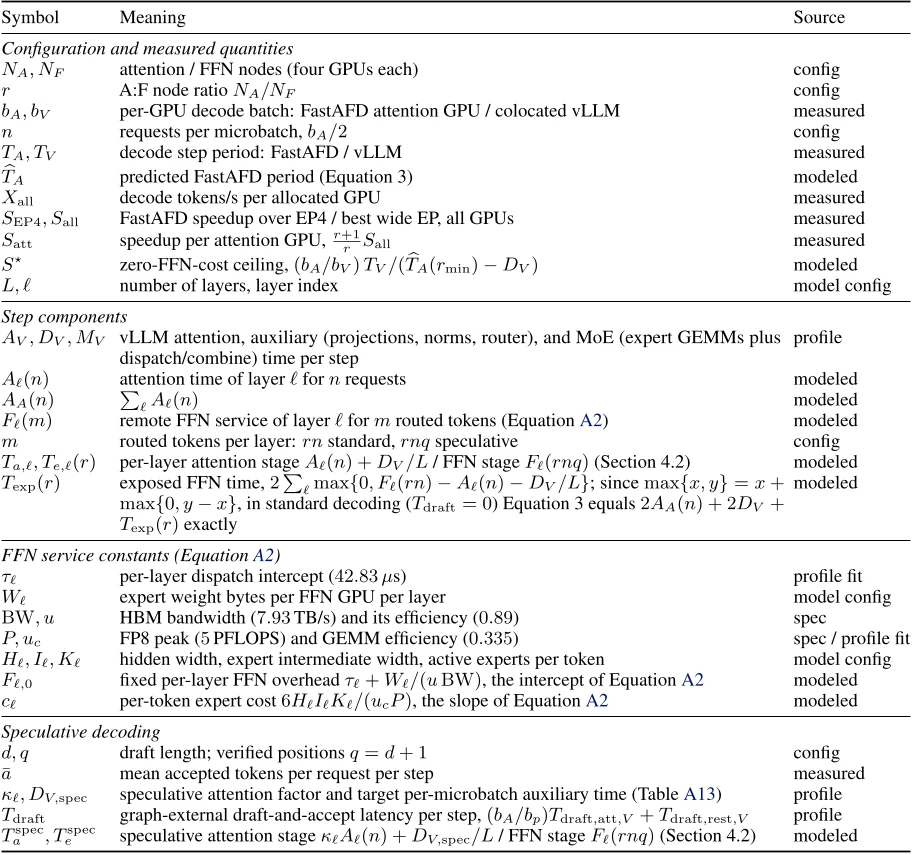 Symbol Meaning Source
Configuration and measured quantities
N_A, N_F attention / FFN nodes (four GPUs each) config
r A:F node ratio N_A/N_F config
b_A, b_V per-GPU decode batch: FastAFD attention GPU / colocated vLLM measured
n requests per microbatch, b_A/2 config
T_A, T_V decode step period: FastAFD / vLLM measured
T̂_A predicted FastAFD period (Equation 3) modeled
X_all decode tokens/s per allocated GPU measured
S_EP4, S_all FastAFD speedup over EP4 / best wide EP, all GPUs measured
S_att speedup per attention GPU, (r+1)/r S_all measured
S⋆ zero-FFN-cost ceiling, (b_A/b_V) T_V/(T̂_A(r_min) − D_V) modeled
L, ℓ number of layers, layer index model config
Step components
A_V, D_V, M_V vLLM attention, auxiliary (projections, norms, router), and MoE (expert GEMMs plus profile
dispatch/combine) time per step
A_ℓ(n) attention time of layer ℓ for n requests modeled
A_A(n) ∑_ℓ A_ℓ(n) modeled
F_ℓ(m) remote FFN service of layer ℓ for m routed tokens (Equation A2) modeled
m routed tokens per layer: rn standard, rnq speculative config
T_a,ℓ, T_e,ℓ(r) per-layer attention stage A_ℓ(n) + D_V/L / FFN stage F_ℓ(rnq) (Section 4.2) modeled
T_exp(r) exposed FFN time, 2 ∑_ℓ max{0, F_ℓ(rn) − A_ℓ(n) − D_V/L}; since max{x, y} = x + modeled
max{0, y − x}, in standard decoding (T_draft = 0) Equation 3 equals 2A_A(n) + 2D_V +
T_exp(r) exactly
FFN service constants (Equation A2)
τ_ℓ per-layer dispatch intercept (42.83 μs) profile fit
W_ℓ expert weight bytes per FFN GPU per layer model config
BW, u HBM bandwidth (7.93 TB/s) and its efficiency (0.89) spec
P, u_c FP8 peak (5 PFLOPS) and GEMM efficiency (0.335) spec / profile fit
H_ℓ, I_ℓ, K_ℓ hidden width, expert intermediate width, active experts per token model config
F_ℓ,0 fixed per-layer FFN overhead τ_ℓ + W_ℓ/(u BW), the intercept of Equation A2 modeled
c_ℓ per-token expert cost 6H_ℓI_ℓK_ℓ/(u_cP), the slope of Equation A2 modeled
Speculative decoding
d, q draft length; verified positions q = d + 1 config
ā mean accepted tokens per request per step measured
κ_ℓ, D_V,spec speculative attention factor and target per-microbatch auxiliary time (Table A13) profile
T_draft graph-external draft-and-accept latency per step, (b_A/b_p)T_draft,att,V + T_draft,rest,V profile
T_a^spec, T_e^spec speculative attention stage κ_ℓA_ℓ(n) + D_V,spec/L / FFN stage F_ℓ(rnq) (Section 4.2) modeled